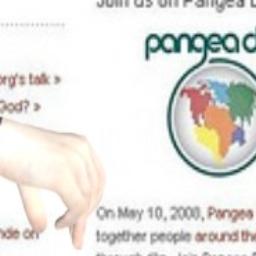 Join us on Pangea
pangea d
org's talk »
God? »
On May 10, 2008, Pangea
nde on
together people around the